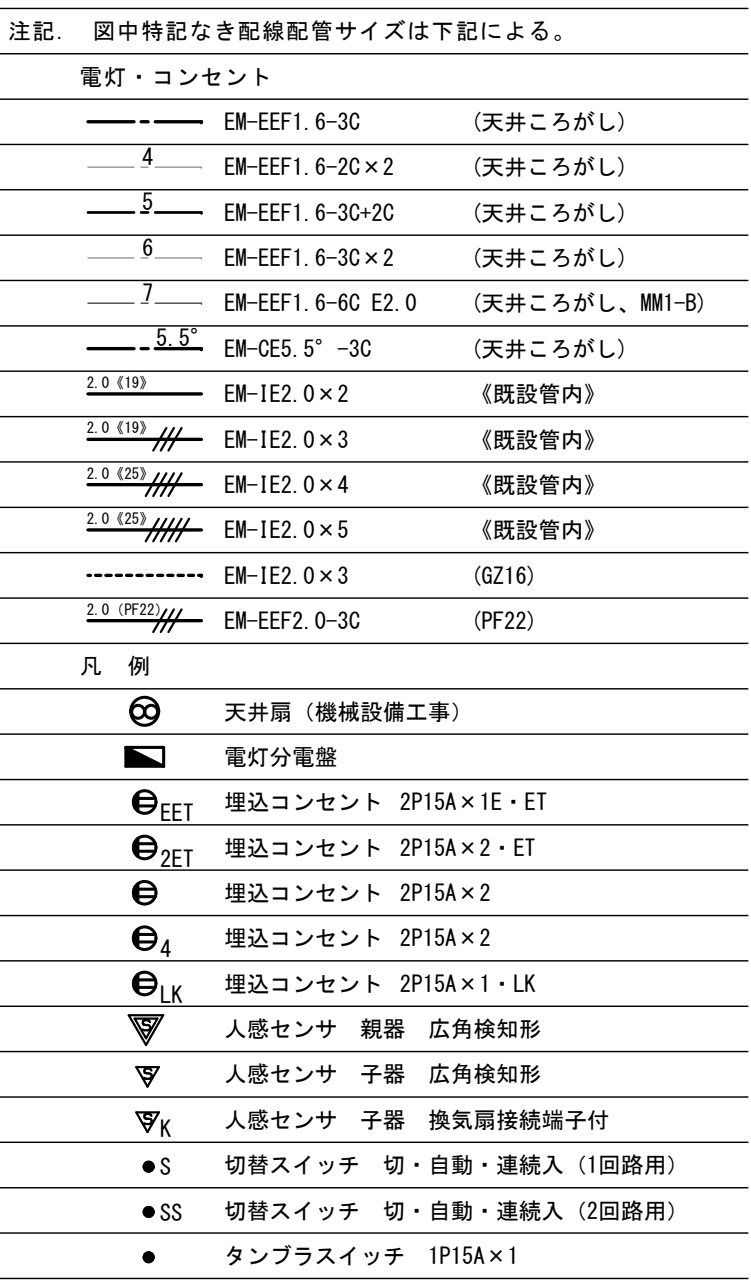 注記. 図中特記なき配線配管サイズは下記による。
電灯・コンセント
EM-EEF1.6-3C (天井ころがし)
4 EM-EEF1.6-2C×2 (天井ころがし)
5 EM-EEF1.6-3C+2C (天井ころがし)
6 EM-EEF1.6-3C×2 (天井ころがし)
7 EM-EEF1.6-6C E2.0 (天井ころがし、MM1-B)
5.5° EM-CE5.5°-3C (天井ころがし)
2.0《19》 EM-IE2.0×2 《既設管内》
2.0《19》 EM-IE2.0×3 《既設管内》
2.0《25》 EM-IE2.0×4 《既設管内》
2.0《25》 EM-IE2.0×5 《既設管内》
EM-IE2.0×3 (GZ16)
2.0 (PF22) EM-EEF2.0-3C (PF22)
凡 例
天井扇（機械設備工事）
電灯分電盤
EET 埋込コンセント 2P15A×1E・ET
2ET 埋込コンセント 2P15A×2・ET
埋込コンセント 2P15A×2
4 埋込コンセント 2P15A×2
LK 埋込コンセント 2P15A×1・LK
S 人感センサ 親器 広角検知形
S 人感センサ 子器 広角検知形
S K 人感センサ 子器 換気扇接続端子付
●S 切替スイッチ 切・自動・連続入（1回路用）
●SS 切替スイッチ 切・自動・連続入（2回路用）
● タンブラスイッチ 1P15A×1